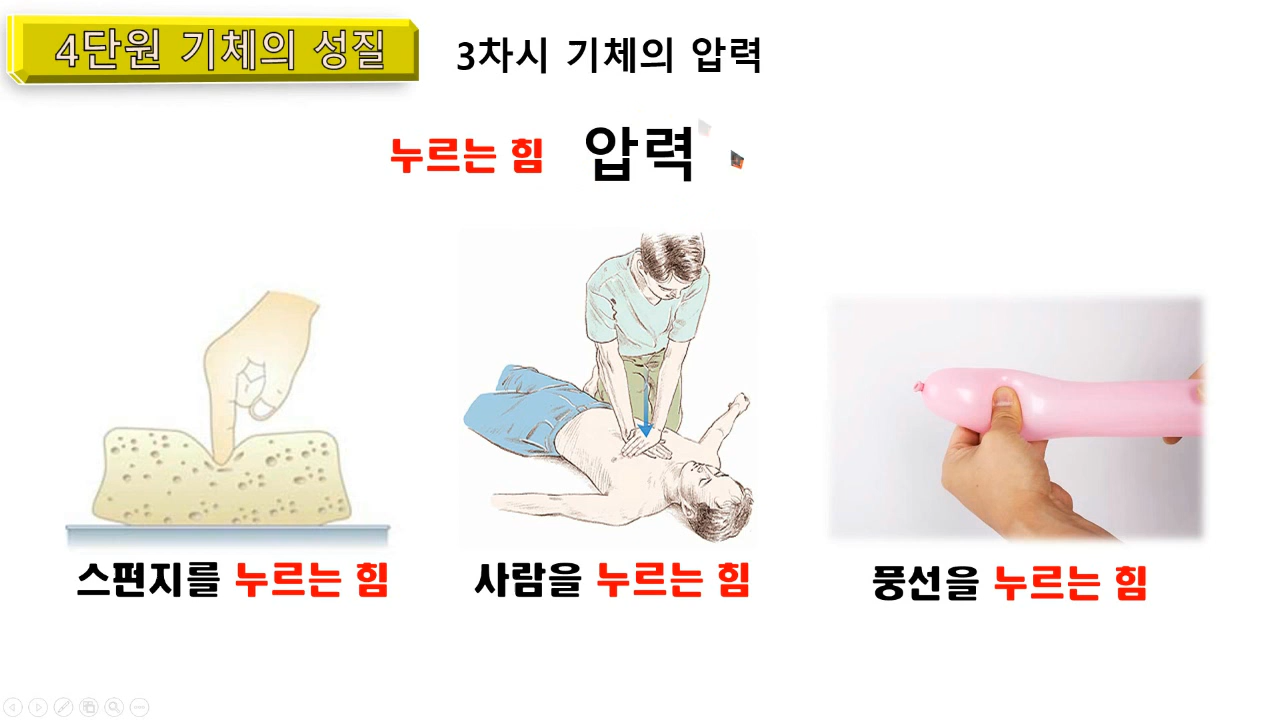 4단원 기체의 성질
3차시 기체의 압력
누르는 힘 압력
스펀지를 누르는 힘
사람을 누르는 힘
풍선을 누르는 힘